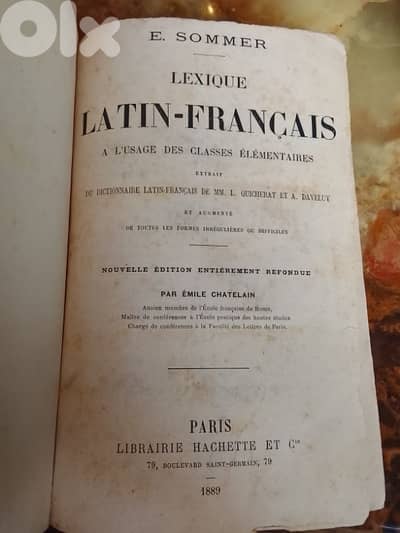 OLX
E. SOMMER
LEXIQUE
LATIN-FRANÇAIS
A L'USAGE DES CLASSES ÉLÉMENTAIRES
EXTRAIT
DU DICTIONNAIRE LATIN-FRANÇAIS DE MM. L. QUICHERAT ET A. DAVELUY
ET AUGMENTÉ
DE TOUTES LES FORMES IRRÉGULIÈRES OU DIFFICILES
NOUVELLE ÉDITION ENTIÈREMENT REFONDUE
PAR ÉMILE CHATELAIN
Ancien membre de l'École française de Rome,
Maître de conférences à l'École pratique des hautes études
Chargé de conférences à la Faculté des Lettres de Paris.
PARIS
LIBRAIRIE HACHETTE ET Cie
79, BOULEVARD SAINT-GERMAIN, 79
1889